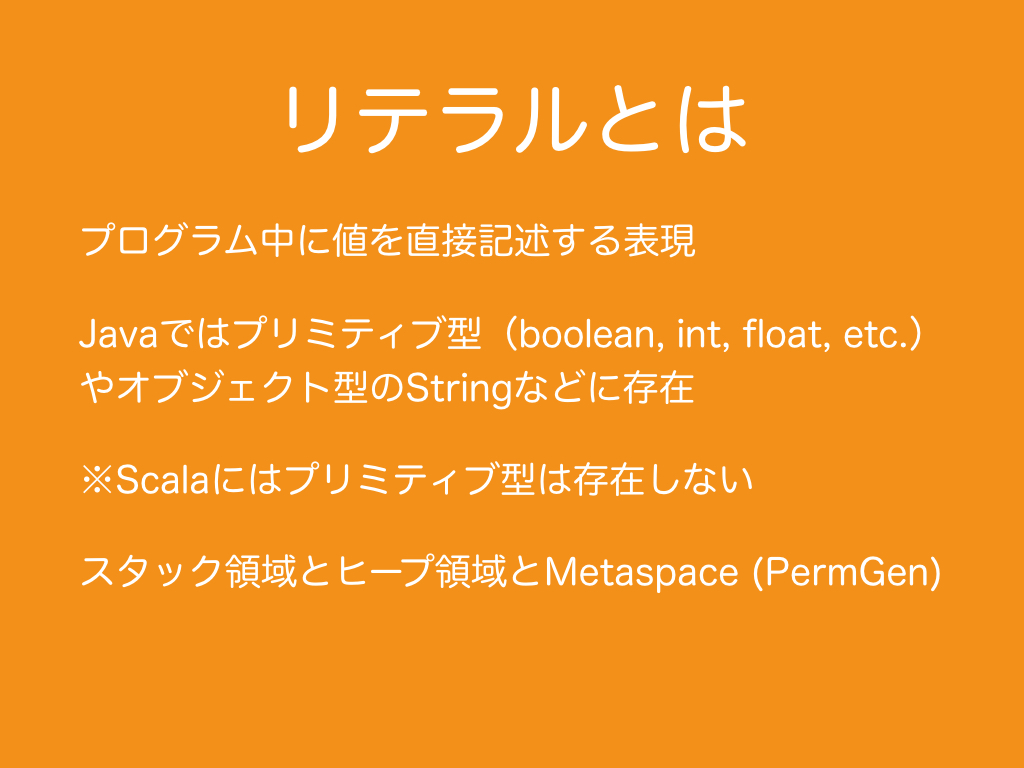 リテラルとは
プログラム中に値を直接記述する表現
Javaではプリミティブ型（boolean, int, float, etc.）
やオブジェクト型のStringなどに存在
※Scalaにはプリミティブ型は存在しない
スタック領域とヒープ領域とMetaspace (PermGen)